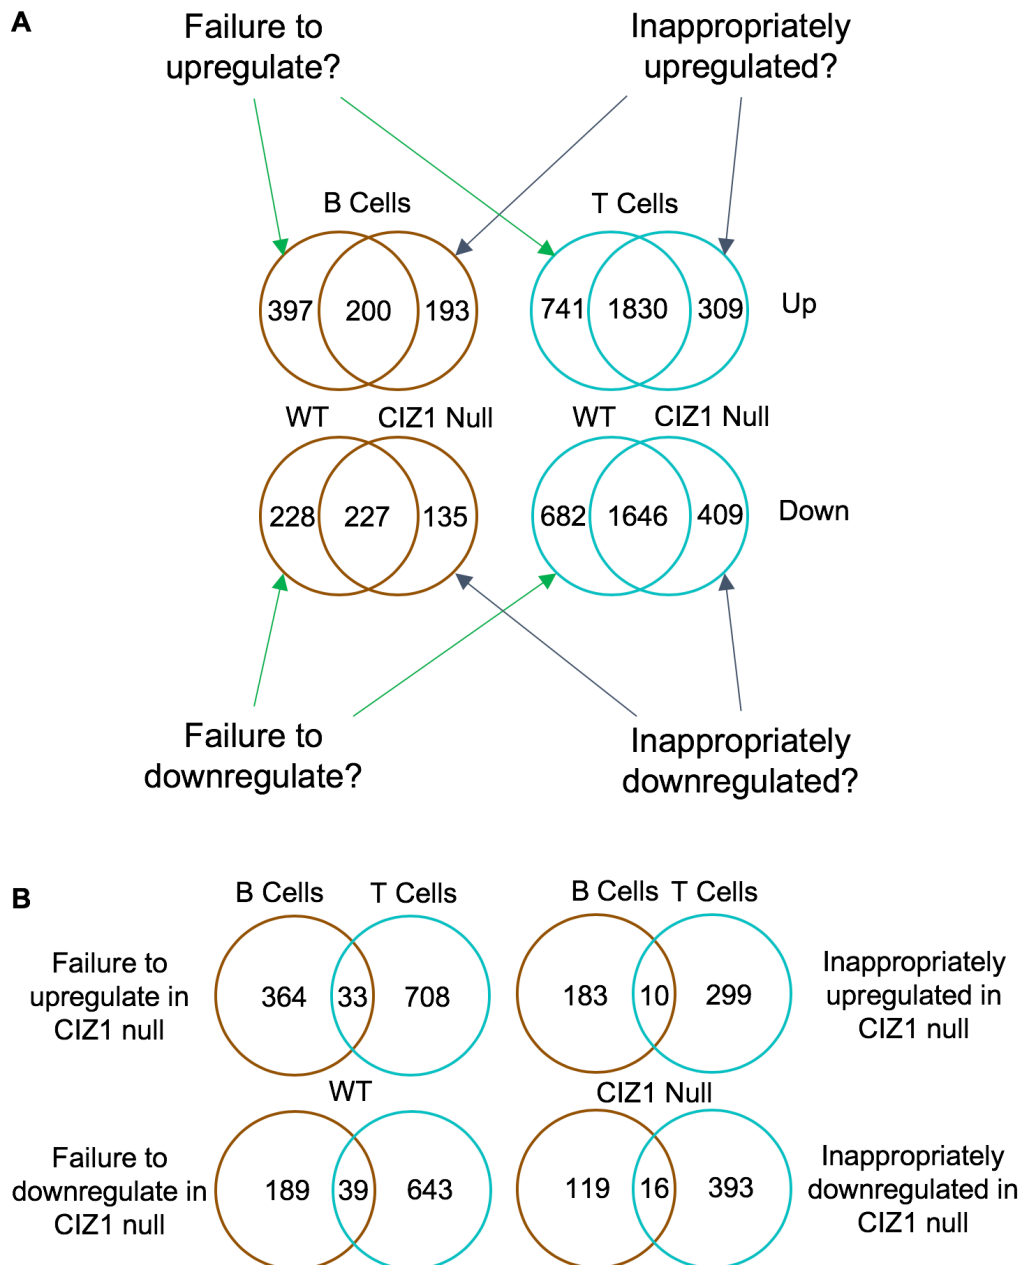 A
Failure to
upregulate?
Inappropriately
upregulated?
B Cells
T Cells
397 200 193
741 1830 309
Up
WT CIZ1 Null
WT CIZ1 Null
228 227 135
682 1646 409
Down
Failure to
downregulate?
Inappropriately
downregulated?
B
B Cells T Cells
B Cells T Cells
Failure to
upregulate in
CIZ1 null
364 33 708
183 10 299
Inappropriately
upregulated in
CIZ1 null
WT
CIZ1 Null
Failure to
downregulate in
CIZ1 null
189 39 643
119 16 393
Inappropriately
downregulated in
CIZ1 null